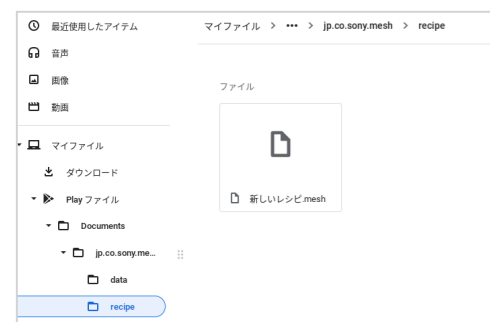 最近使用したアイテム
音声
画像
動画
マイファイル
ダウンロード
Play ファイル
Documents
jp.co.sony.me...
data
recipe
マイファイル > ••• > jp.co.sony.mesh > recipe
ファイル
新しいレシピ.mesh